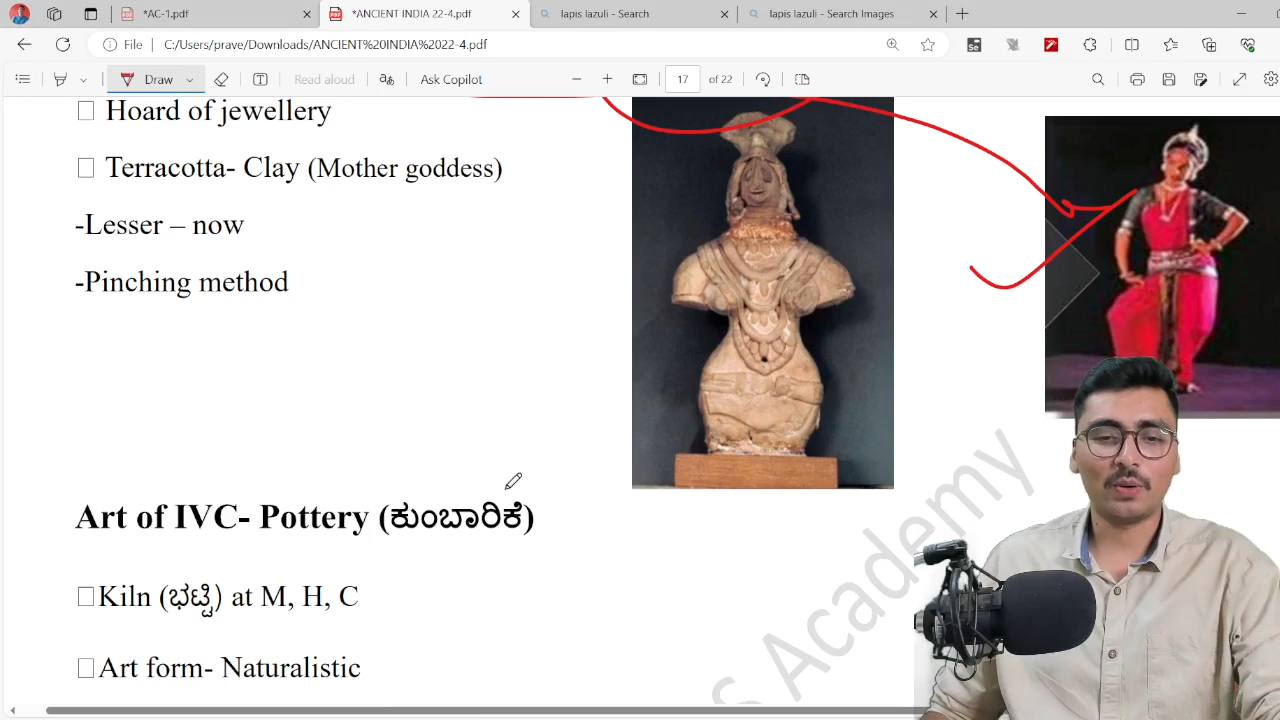 *AC-1.pdf
*ANCIENT INDIA 22-4.pdf
lapis lazuli - Search
lapis lazuli - Search Images
File C:/Users/prave/Downloads/ANCIENT%20INDIA%2022-4.pdf
Draw
Read aloud
aあ
Ask Copilot
17 of 22
Hoard of jewellery
Terracotta- Clay (Mother goddess)
-Lesser – now
-Pinching method
Art of IVC- Pottery (ಕುಂಬಾರಿಕೆ)
Kiln (ಭಟ್ಟಿ) at M, H, C
Art form- Naturalistic
S Academy